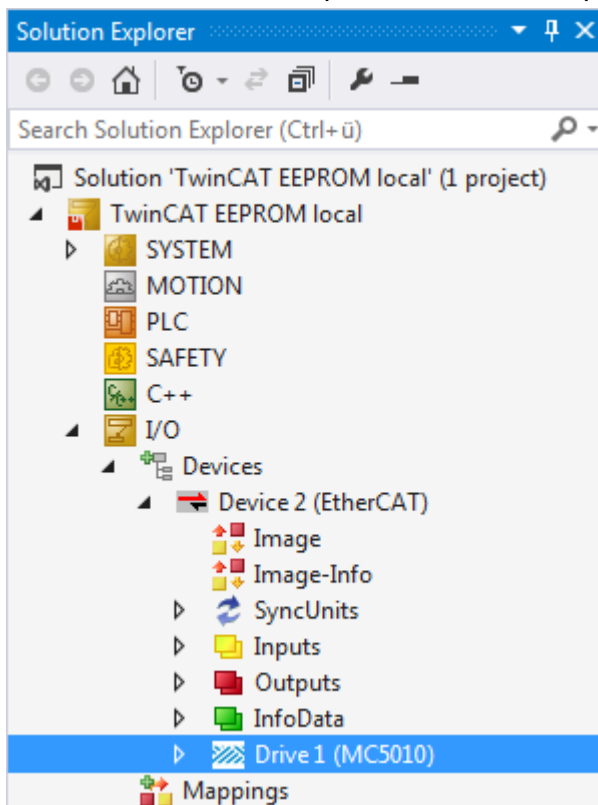 Solution Explorer
Search Solution Explorer (Ctrl+ü)
Solution 'TwinCAT EEPROM local' (1 project)
TwinCAT EEPROM local
SYSTEM
MOTION
PLC
SAFETY
C++
I/O
Devices
Device 2 (EtherCAT)
Image
Image-Info
SyncUnits
Inputs
Outputs
InfoData
Drive 1 (MC5010)
Mappings